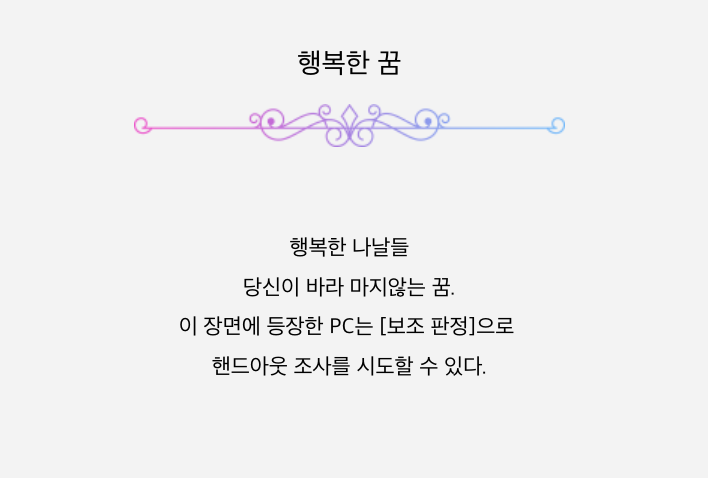 행복한 꿈
행복한 나날들
당신이 바라 마지않는 꿈.
이 장면에 등장한 PC는 [보조 판정]으로
핸드아웃 조사를 시도할 수 있다.